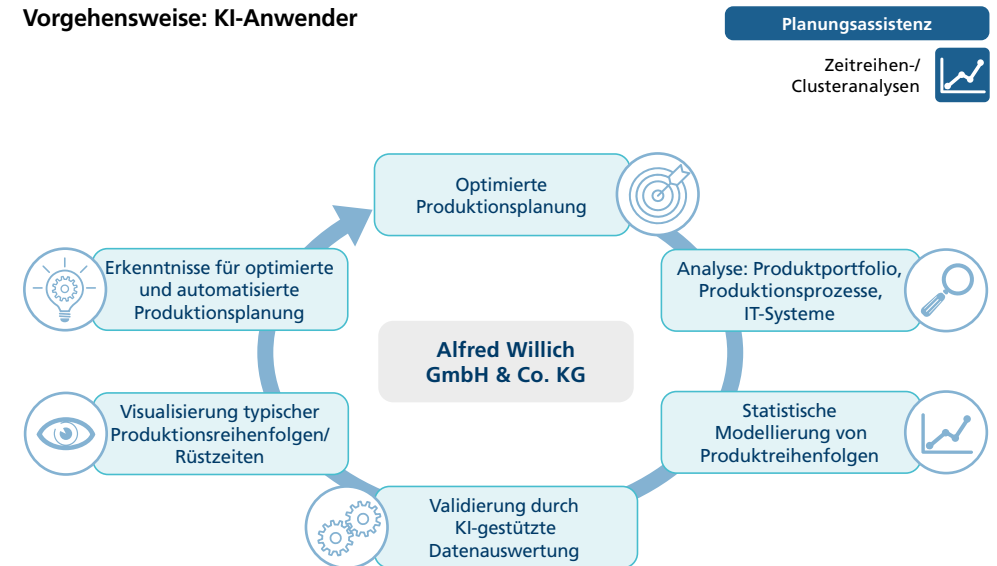 Vorgehensweise: KI-Anwender
Planungsassistenz
Zeitreihen-/
Clusteranalysen
Optimierte
Produktionsplanung
Analyse: Produktportfolio,
Produktionsprozesse,
IT-Systeme
Statistische
Modellierung von
Produktreihenfolgen
Validierung durch
KI-gestützte
Datenauswertung
Visualisierung typischer
Produktionsreihenfolgen/
Rüstzeiten
Erkenntnisse für optimierte
und automatisierte
Produktionsplanung
Alfred Willich
GmbH & Co. KG